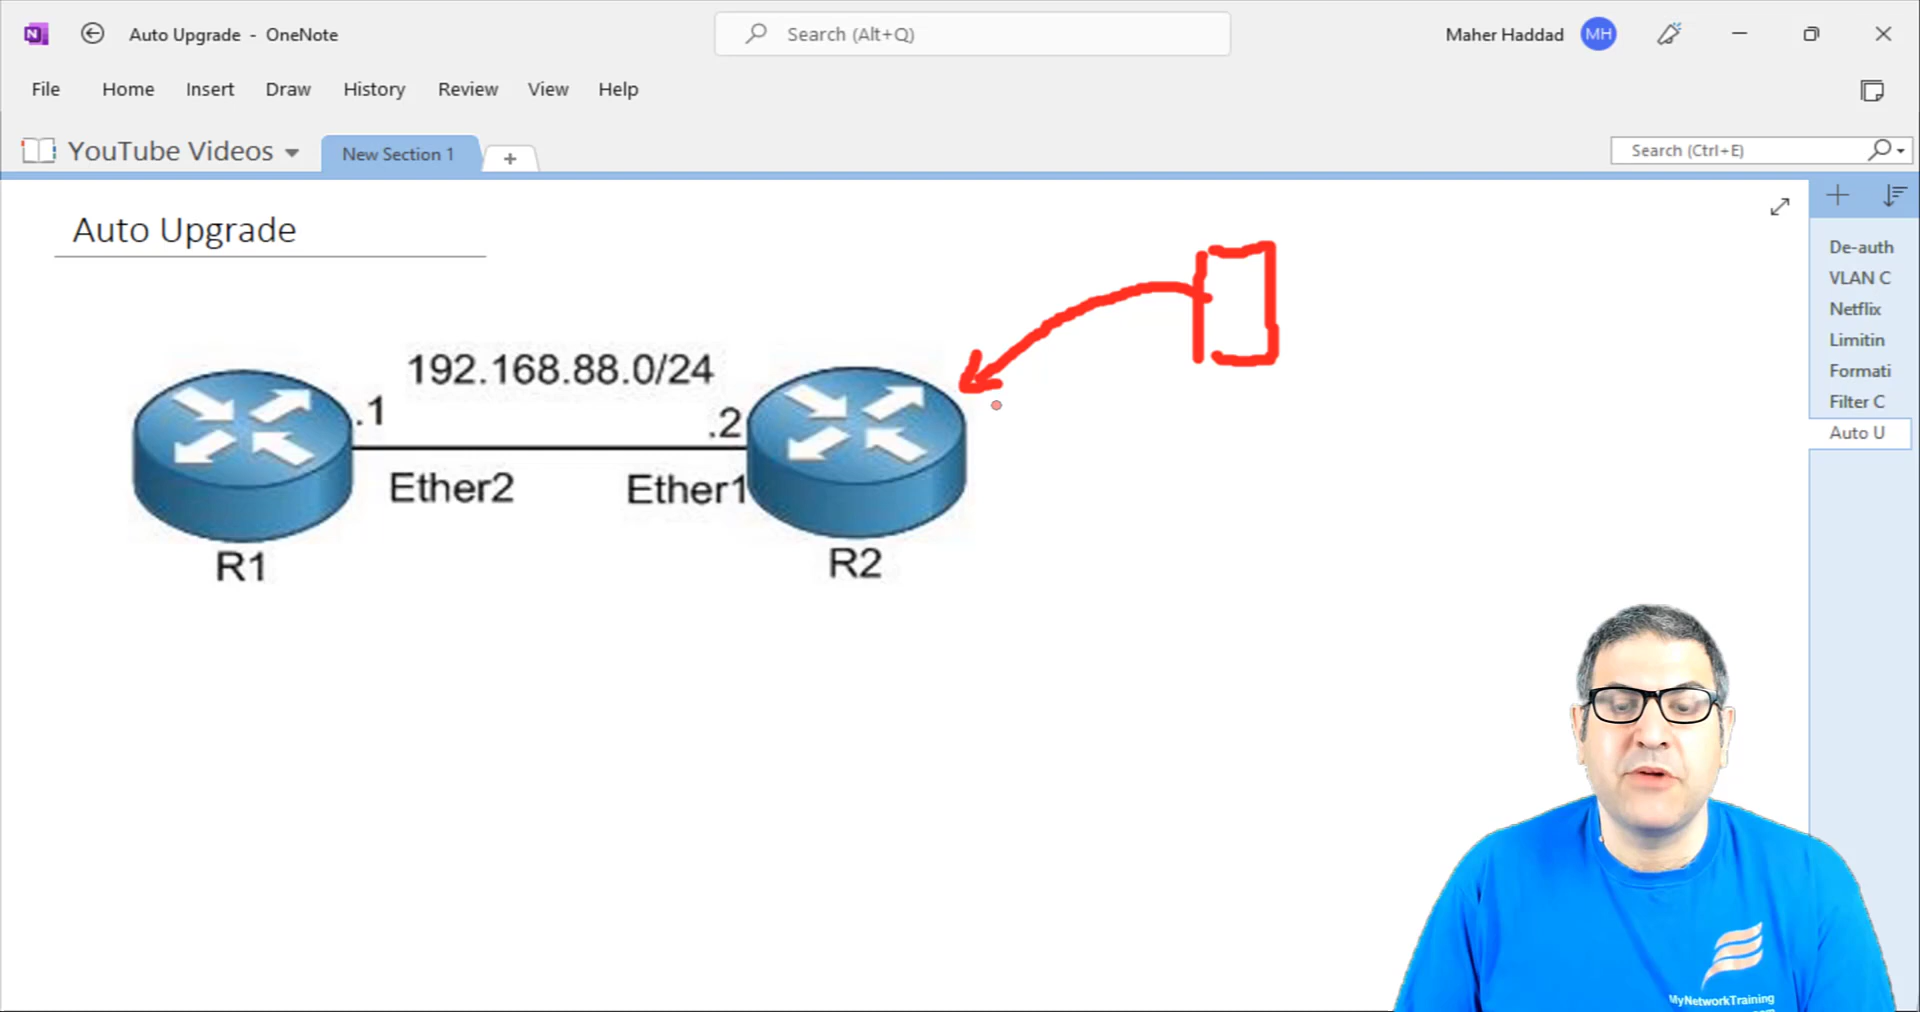 Auto Upgrade - OneNote
Search (Alt+Q)
Maher Haddad
MH
File Home Insert Draw History Review View Help
YouTube Videos
New Section 1
+
Search (Ctrl+E)
Auto Upgrade
De-auth
VLAN C
Netflix
Limitin
Formati
Filter C
Auto U
192.168.88.0/24
.1
.2
Ether2
Ether1
R1
R2
MyNetworkTraining